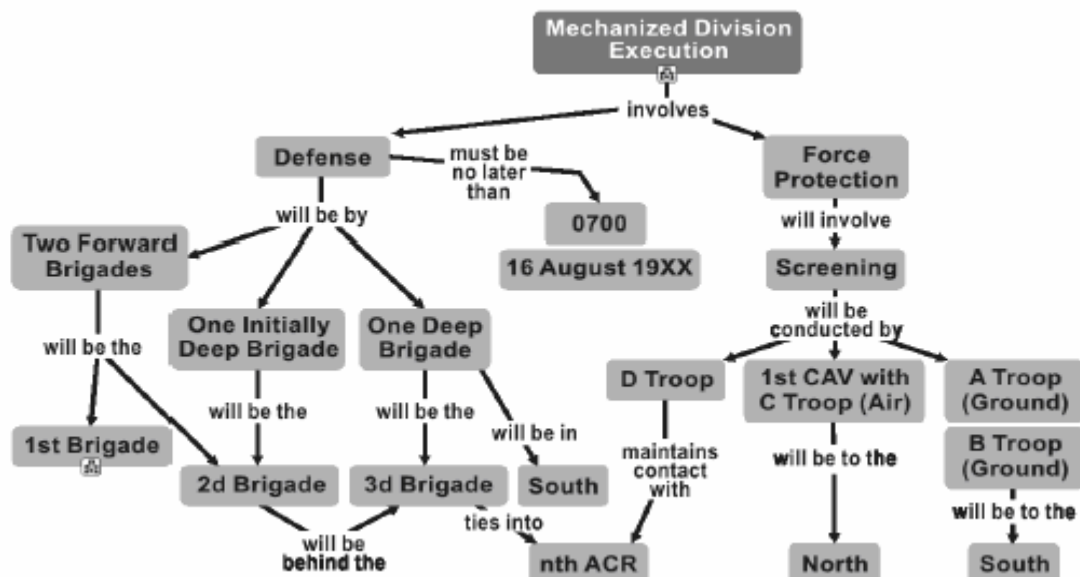 Mechanized Division
Execution
involves
Defense
must be
no later
than
Force
Protection
0700
will be by
will involve
Two Forward
Brigades
16 August 19XX
Screening
One Initially
Deep Brigade
One Deep
Brigade
will be
conducted by
will be the
D Troop
1st CAV with
C Troop (Air)
A Troop
(Ground)
will be the
will be the
will be in
1st Brigade
maintains
contact
with
will be to the
B Troop
(Ground)
2d Brigade
3d Brigade
South
will be to the
ties into
will be
behind the
nth ACR
North
South